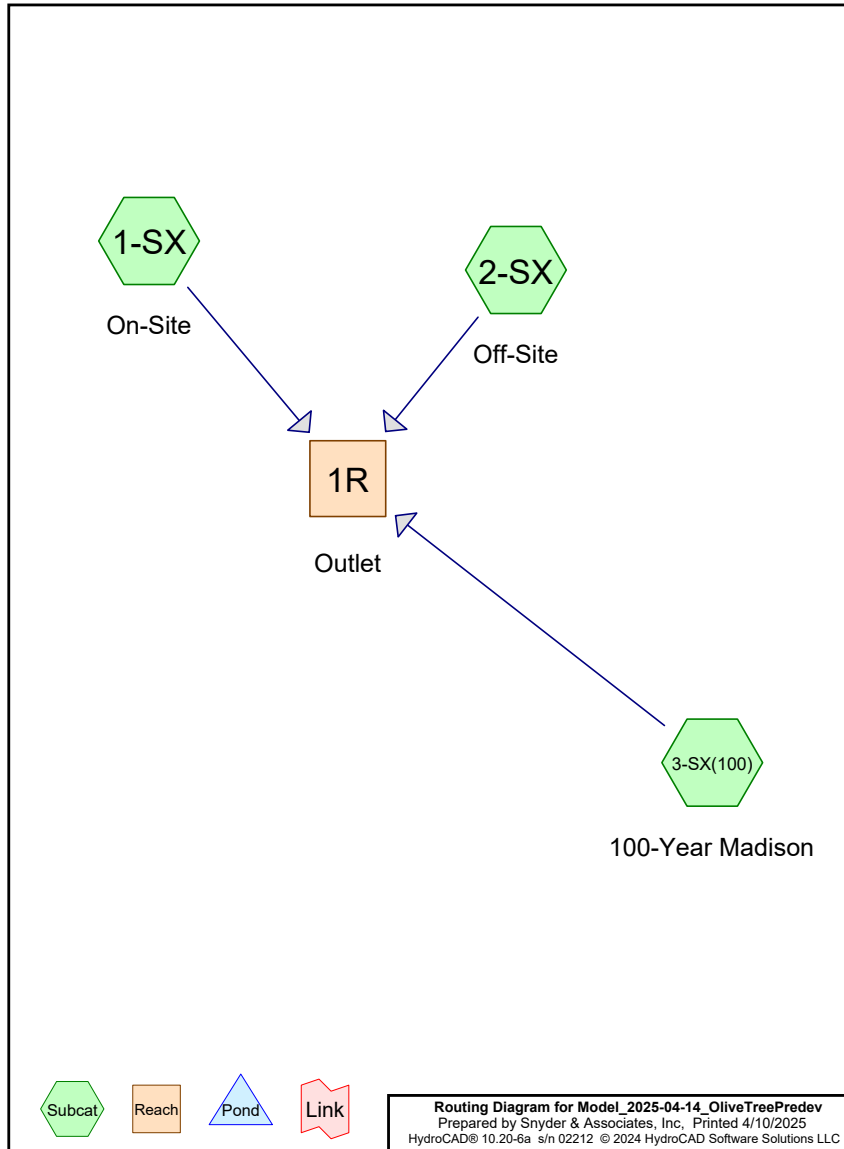 1-SX
On-Site
2-SX
Off-Site
1R
Outlet
3-SX(100)
100-Year Madison
Subcat
Reach
Pond
Link
Routing Diagram for Model_2025-04-14_OliveTreePredev
Prepared by Snyder & Associates, Inc, Printed 4/10/2025
HydroCAD® 10.20-6a s/n 02212 © 2024 HydroCAD Software Solutions LLC